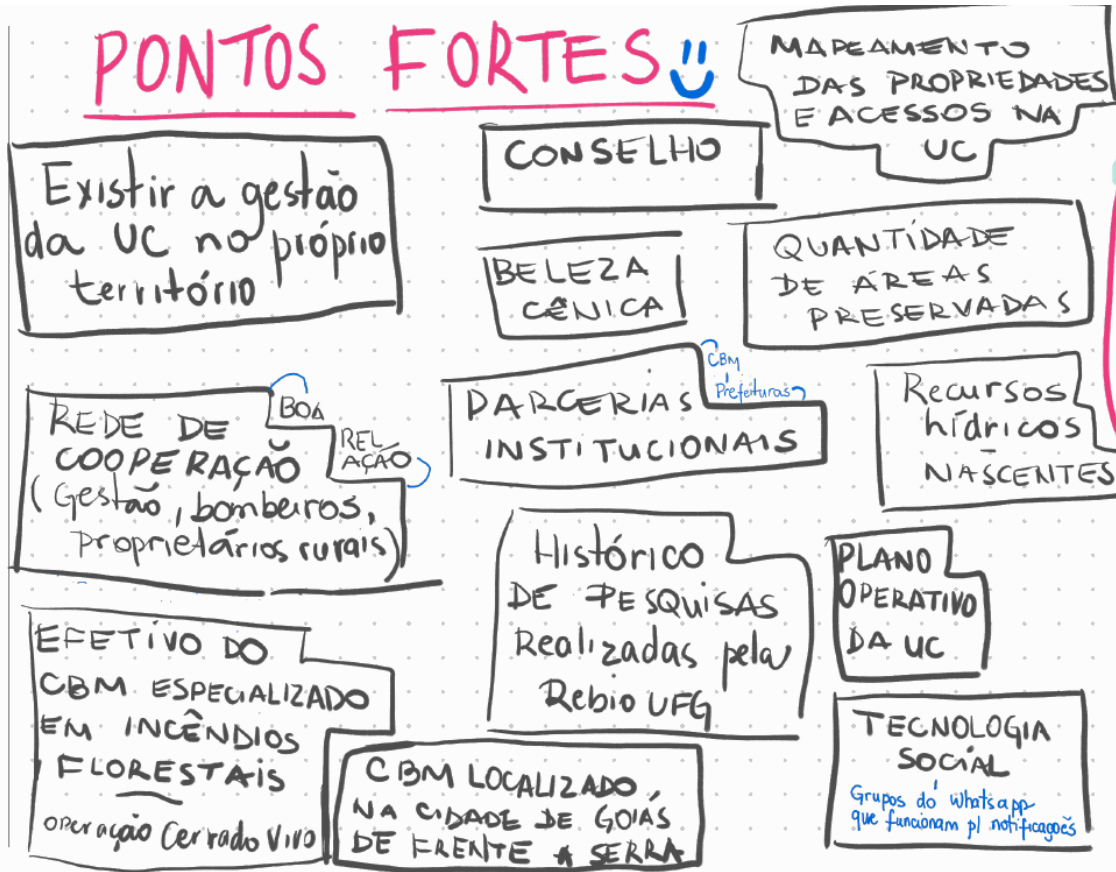 PONTOS FORTES
MAPEAMENTO
DAS PROPRIEDADES
E ACESSOS NA
UC
Existir a gestão
da UC no próprio
território
CONSELHO
BELEZA
CÊNICA
QUANTIDADE
DE ÁREAS
PRESERVADAS
REDE DE
COOPERAÇÃO
(Gestão, bombeiros,
proprietários rurais)
BOA
REL
AÇÃO
PARCERIAS
INSTITUCIONAIS
CBM
Prefeituras
Recursos
hídricos
NASCENTES
Histórico
DE PESQUISAS
Realizadas pela
Rebio UFG
PLANO
OPERATIVO
DA UC
EFETIVO DO
CBM ESPECIALIZADO
EM INCÊNDIOS
FLORESTAIS
operação Cerrado Vivo
CBM LOCALIZADO
NA CIDADE DE GOIÁS
DE FRENTE A SERRA
TECNOLOGIA
SOCIAL
Grupos do whatsapp
que funcionam p/ notificações